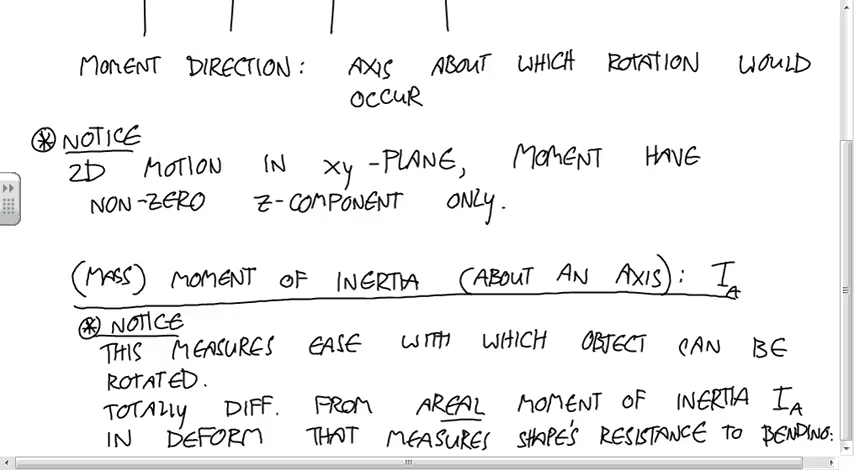 MOMENT DIRECTION: AXIS ABOUT WHICH ROTATION WOULD
OCCUR
* NOTICE
2D MOTION IN xy-PLANE, MOMENT HAVE
NON-ZERO Z-COMPONENT ONLY.
(MASS) MOMENT OF INERTIA (ABOUT AN AXIS): I_A
* NOTICE
THIS MEASURES EASE WITH WHICH OBJECT CAN BE
ROTATED.
TOTALLY DIFF. FROM AREAL MOMENT OF INERTIA I_A
IN DEFORM THAT MEASURES SHAPE'S RESISTANCE TO BENDING.